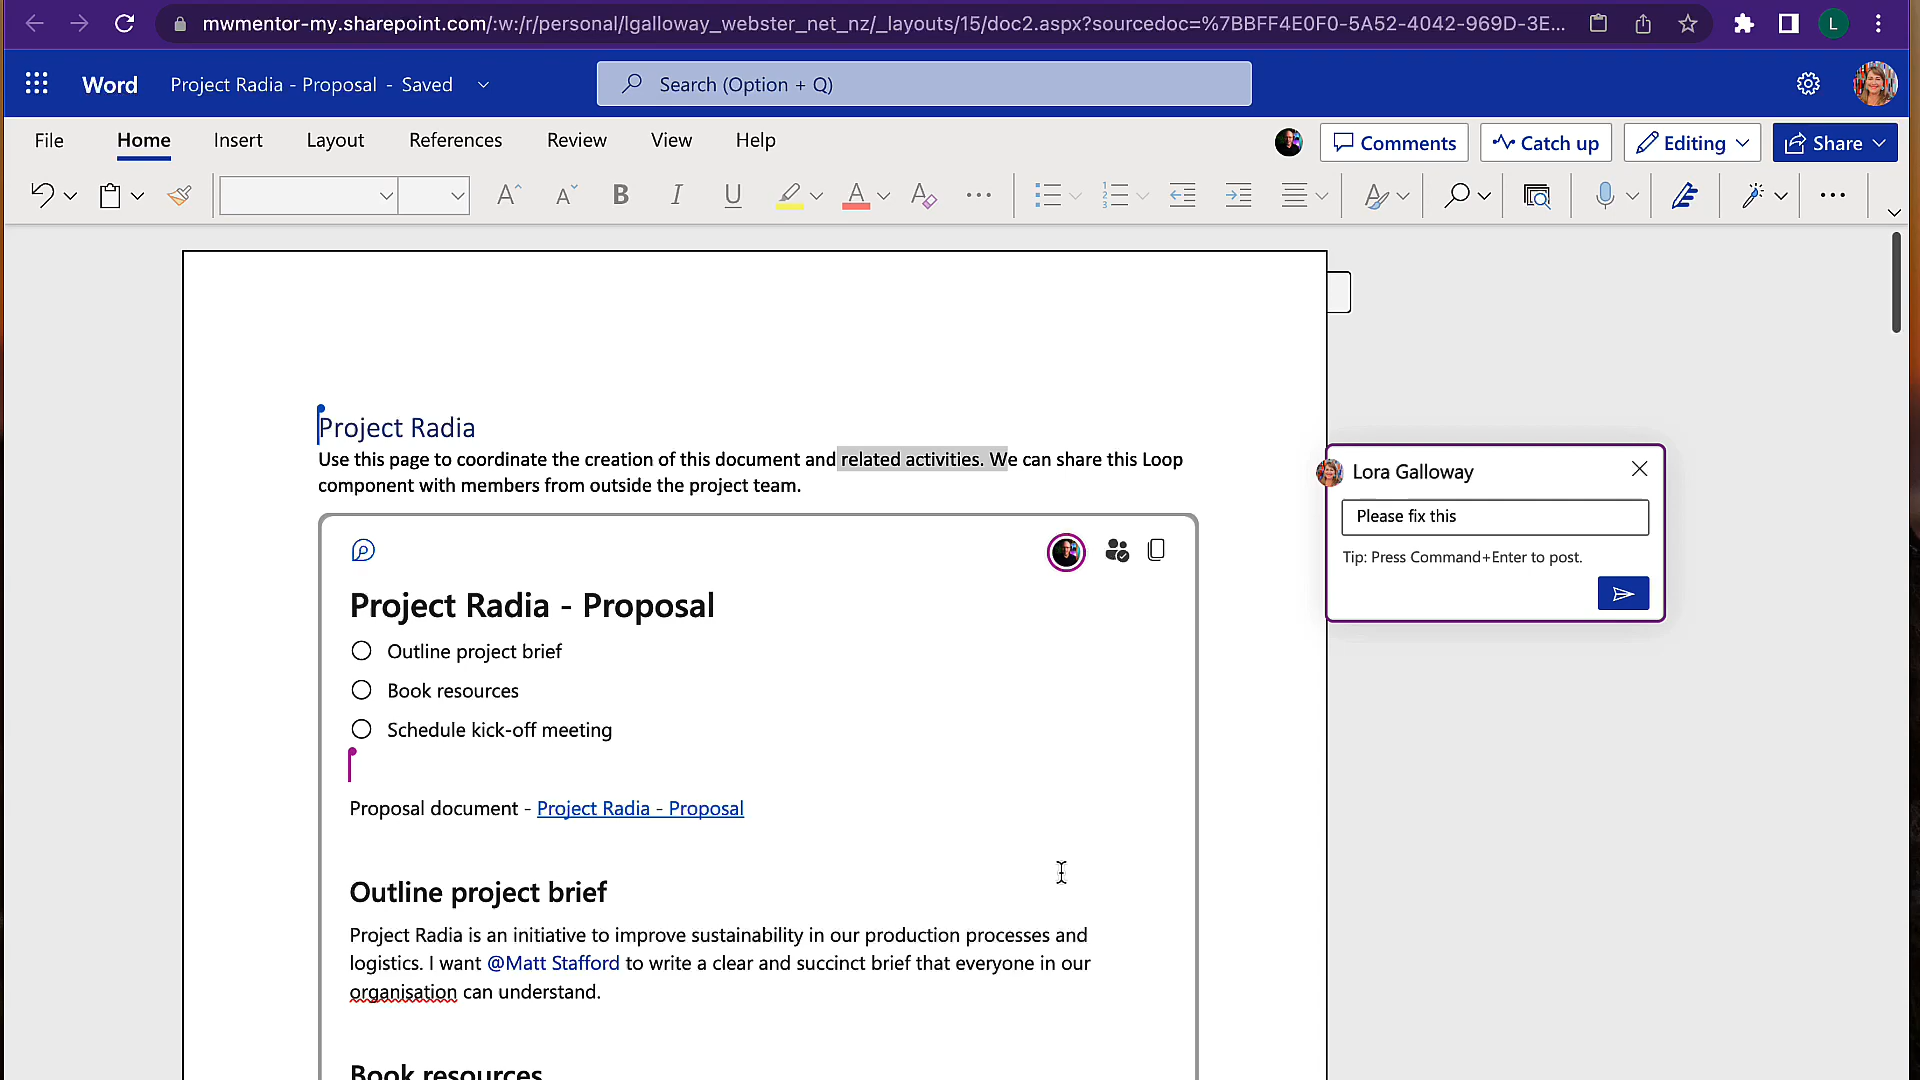 mwmentor-my.sharepoint.com/:w:/r/personal/lgalloway_webster_net_nz/_layouts/15/doc2.aspx?sourcedoc=%7BBFF4E0F0-5A52-4042-969D-3E...
L
Word
Project Radia - Proposal - Saved
Search (Option + Q)
File
Home
Insert
Layout
References
Review
View
Help
Comments
Catch up
Editing
Share
Project Radia
Use this page to coordinate the creation of this document and related activities. We can share this Loop
component with members from outside the project team.
Lora Galloway
Please fix this
Tip: Press Command+Enter to post.
Project Radia - Proposal
Outline project brief
Book resources
Schedule kick-off meeting
Proposal document - Project Radia - Proposal
Outline project brief
Project Radia is an initiative to improve sustainability in our production processes and
logistics. I want @Matt Stafford to write a clear and succinct brief that everyone in our
organisation can understand.
Book resources